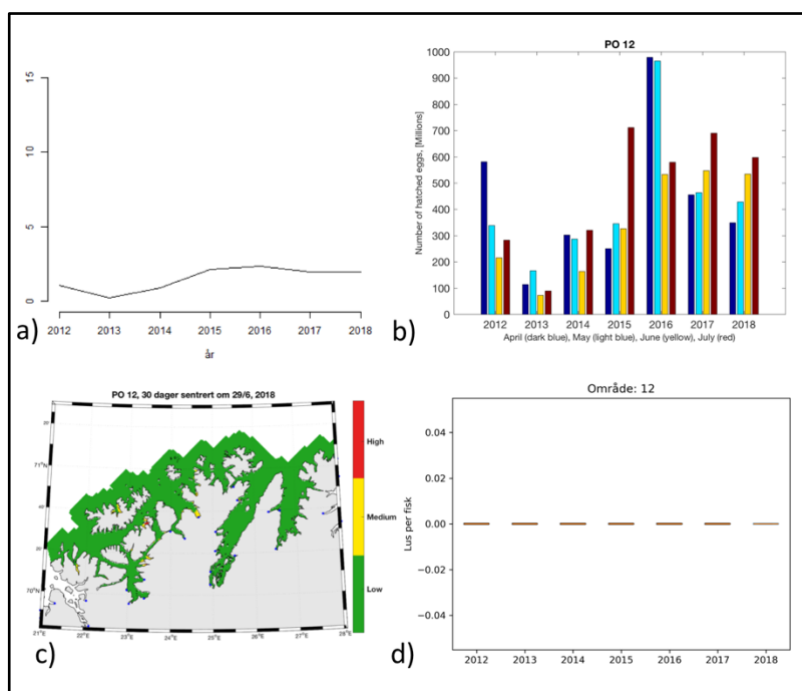 15
10
5
0
2012 2013 2014 2015 2016 2017 2018
år
a)
PO 12
Number of hatched eggs, [Millions]
1000
900
800
700
600
500
400
300
200
100
0
2012 2013 2014 2015 2016 2017 2018
April (dark blue), May (light blue), June (yellow), July (red)
b)
PO 12, 30 dager sentrert om 29/6, 2018
71°N
70°N
21°E 22°E 23°E 24°E 25°E 26°E 27°E 28°E
High
Medium
Low
c)
Område: 12
Lus per fisk
0.04
0.02
0.00
−0.02
−0.04
2012 2013 2014 2015 2016 2017 2018
d)